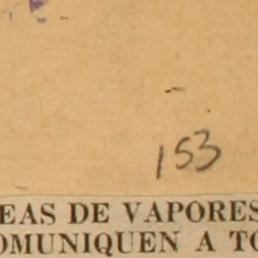 153
EAS DE VAPORES
OMUNIQUEN A TO